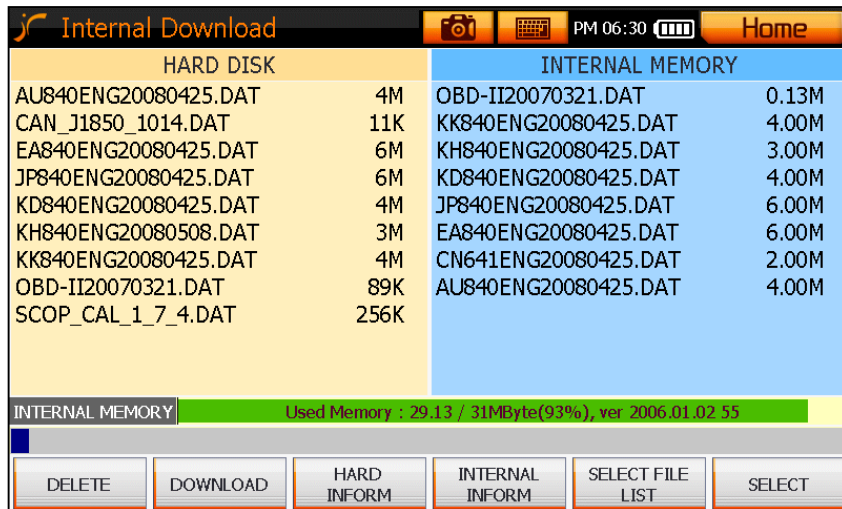 Internal Download
PM 06:30
Home
HARD DISK
AU840ENG20080425.DAT 4M
CAN_J1850_1014.DAT 11K
EA840ENG20080425.DAT 6M
JP840ENG20080425.DAT 6M
KD840ENG20080425.DAT 4M
KH840ENG20080508.DAT 3M
KK840ENG20080425.DAT 4M
OBD-II20070321.DAT 89K
SCOP_CAL_1_7_4.DAT 256K
INTERNAL MEMORY
OBD-II20070321.DAT 0.13M
KK840ENG20080425.DAT 4.00M
KH840ENG20080425.DAT 3.00M
KD840ENG20080425.DAT 4.00M
JP840ENG20080425.DAT 6.00M
EA840ENG20080425.DAT 6.00M
CN641ENG20080425.DAT 2.00M
AU840ENG20080425.DAT 4.00M
INTERNAL MEMORY Used Memory : 29.13 / 31MByte(93%), ver 2006.01.02 55
DELETE
DOWNLOAD
HARD
INFORM
INTERNAL
INFORM
SELECT FILE
LIST
SELECT